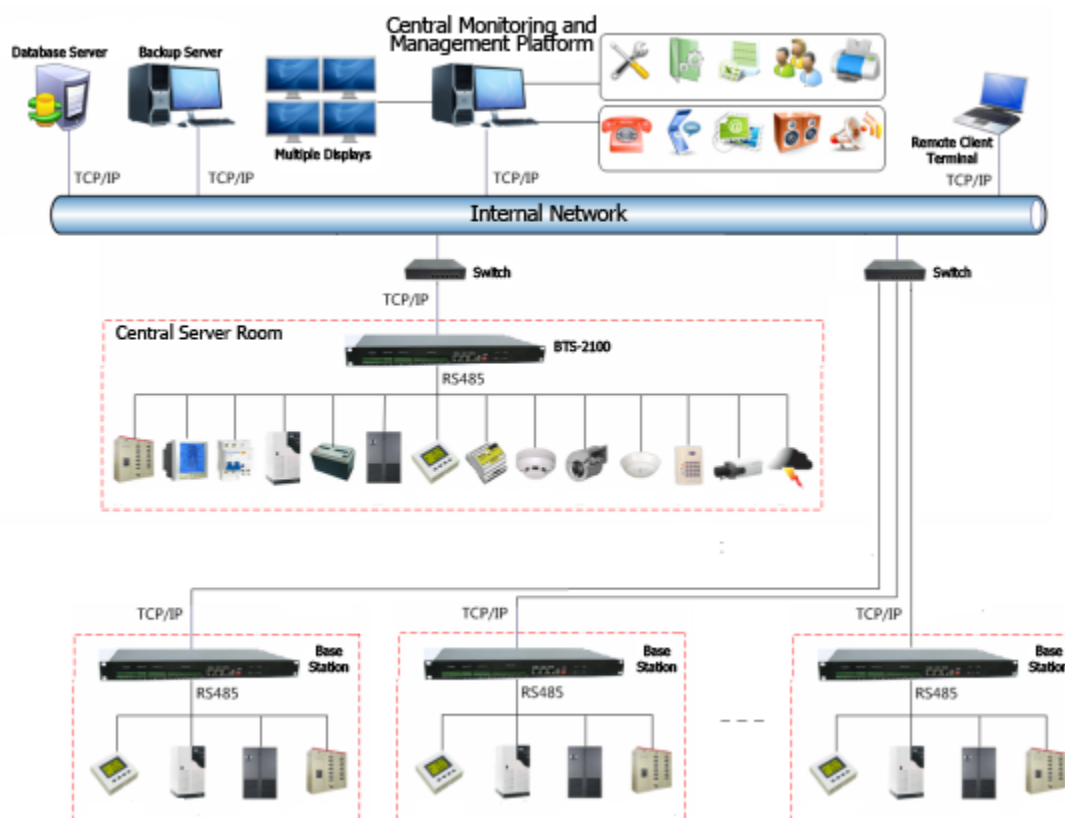 Central Monitoring and
Management Platform
Database Server
Backup Server
Multiple Displays
Remote Client
Terminal
TCP/IP
TCP/IP
TCP/IP
TCP/IP
Internal Network
Switch
Switch
TCP/IP
Central Server Room
BTS-2100
RS485
TCP/IP
TCP/IP
TCP/IP
Base
Station
Base
Station
Base
Station
RS485
RS485
RS485